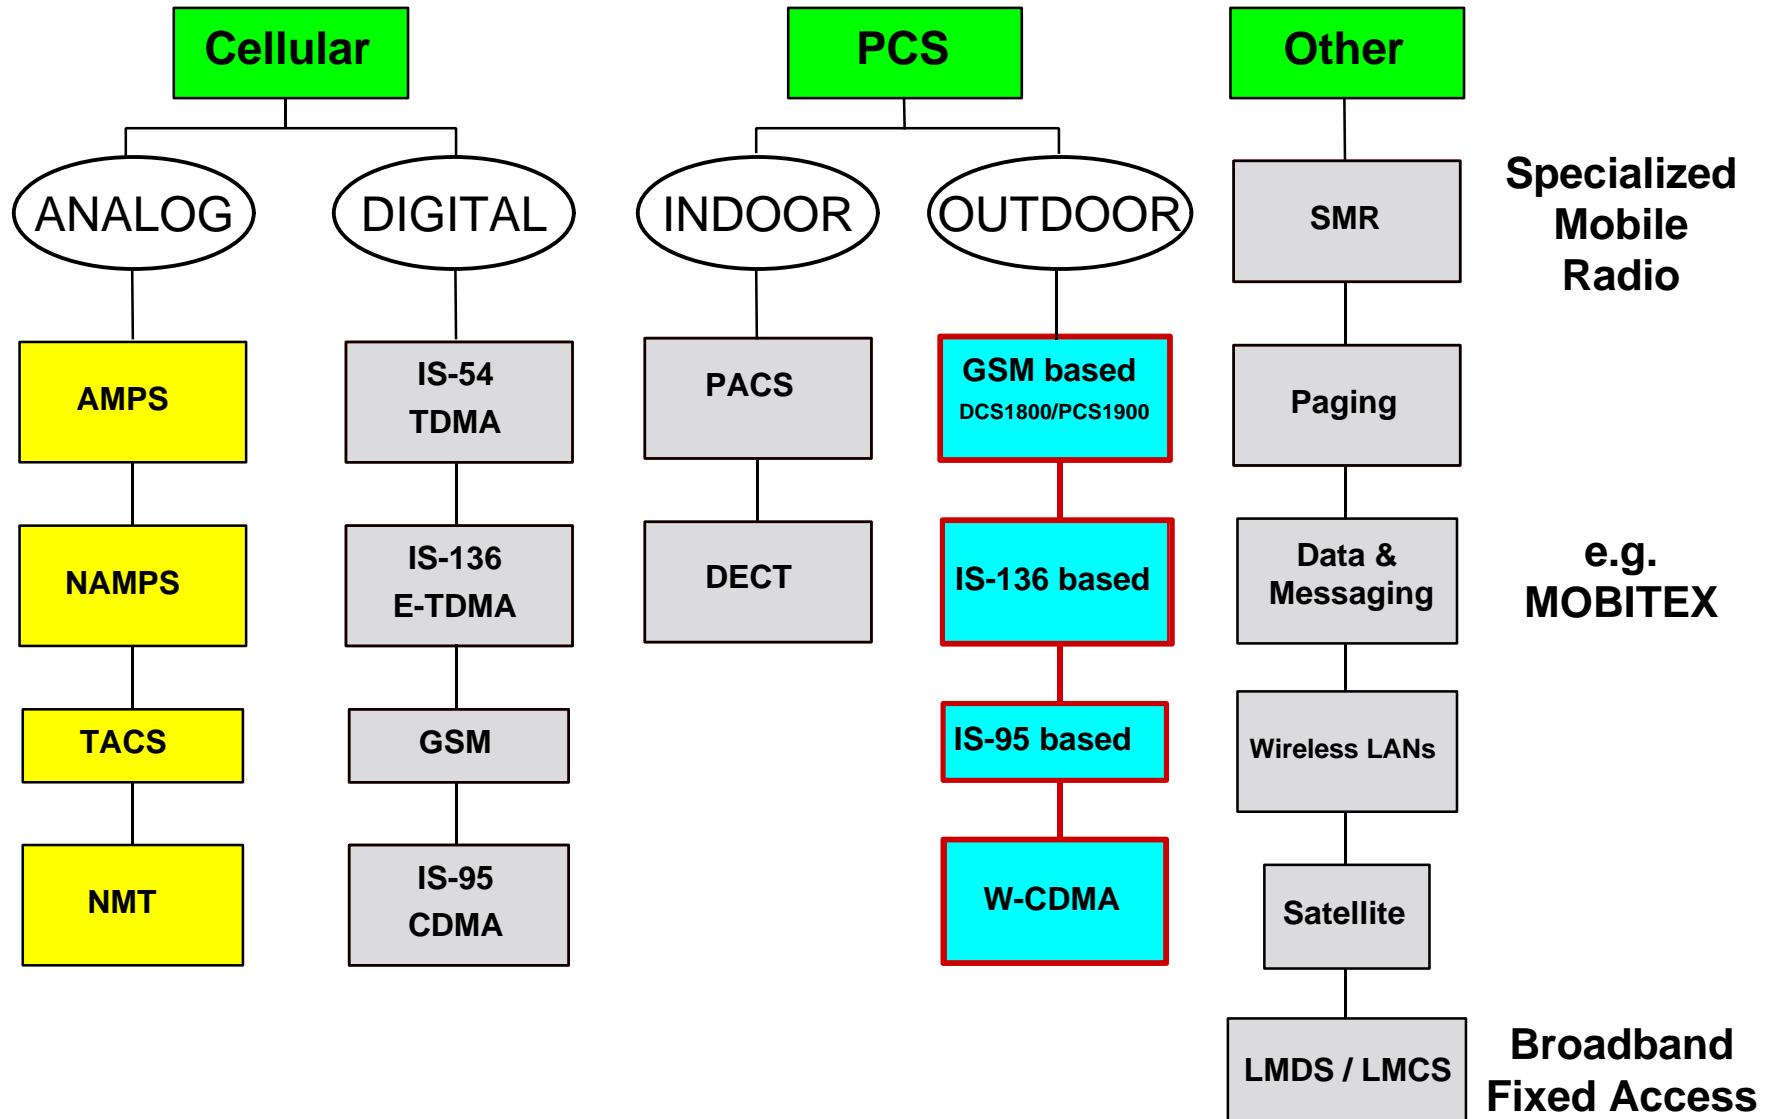 Cellular
PCS
Other
ANALOG
DIGITAL
INDOOR
OUTDOOR
SMR
Specialized
Mobile
Radio
AMPS
IS-54
TDMA
PACS
GSM based
DCS1800/PCS1900
Paging
NAMPS
IS-136
E-TDMA
DECT
IS-136 based
Data &
Messaging
e.g.
MOBITEX
TACS
GSM
IS-95 based
Wireless LANs
NMT
IS-95
CDMA
W-CDMA
Satellite
LMDS / LMCS
Broadband
Fixed Access